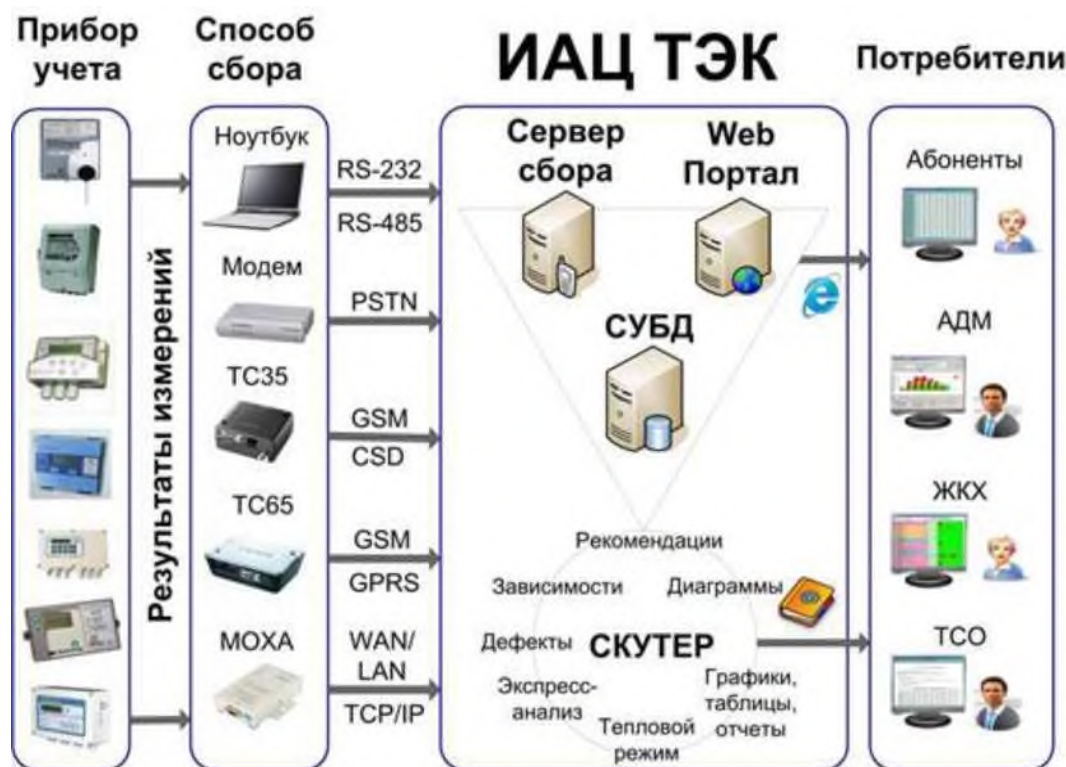 Прибор
учета
Результаты измерений
Способ
сбора
Ноутбук
Модем
TC35
TC65
MOXA
RS-232
RS-485
PSTN
GSM
CSD
GSM
GPRS
WAN/
LAN
TCP/IP
ИАЦ ТЭК
Сервер
сбора
Web
Портал
СУБД
Рекомендации
Зависимости
Диаграммы
Дефекты
СКУТЕР
Экспресс-
анализ
Графики,
таблицы,
отчеты
Тепловой
режим
Потребители
Абоненты
АДМ
ЖКХ
ТСО